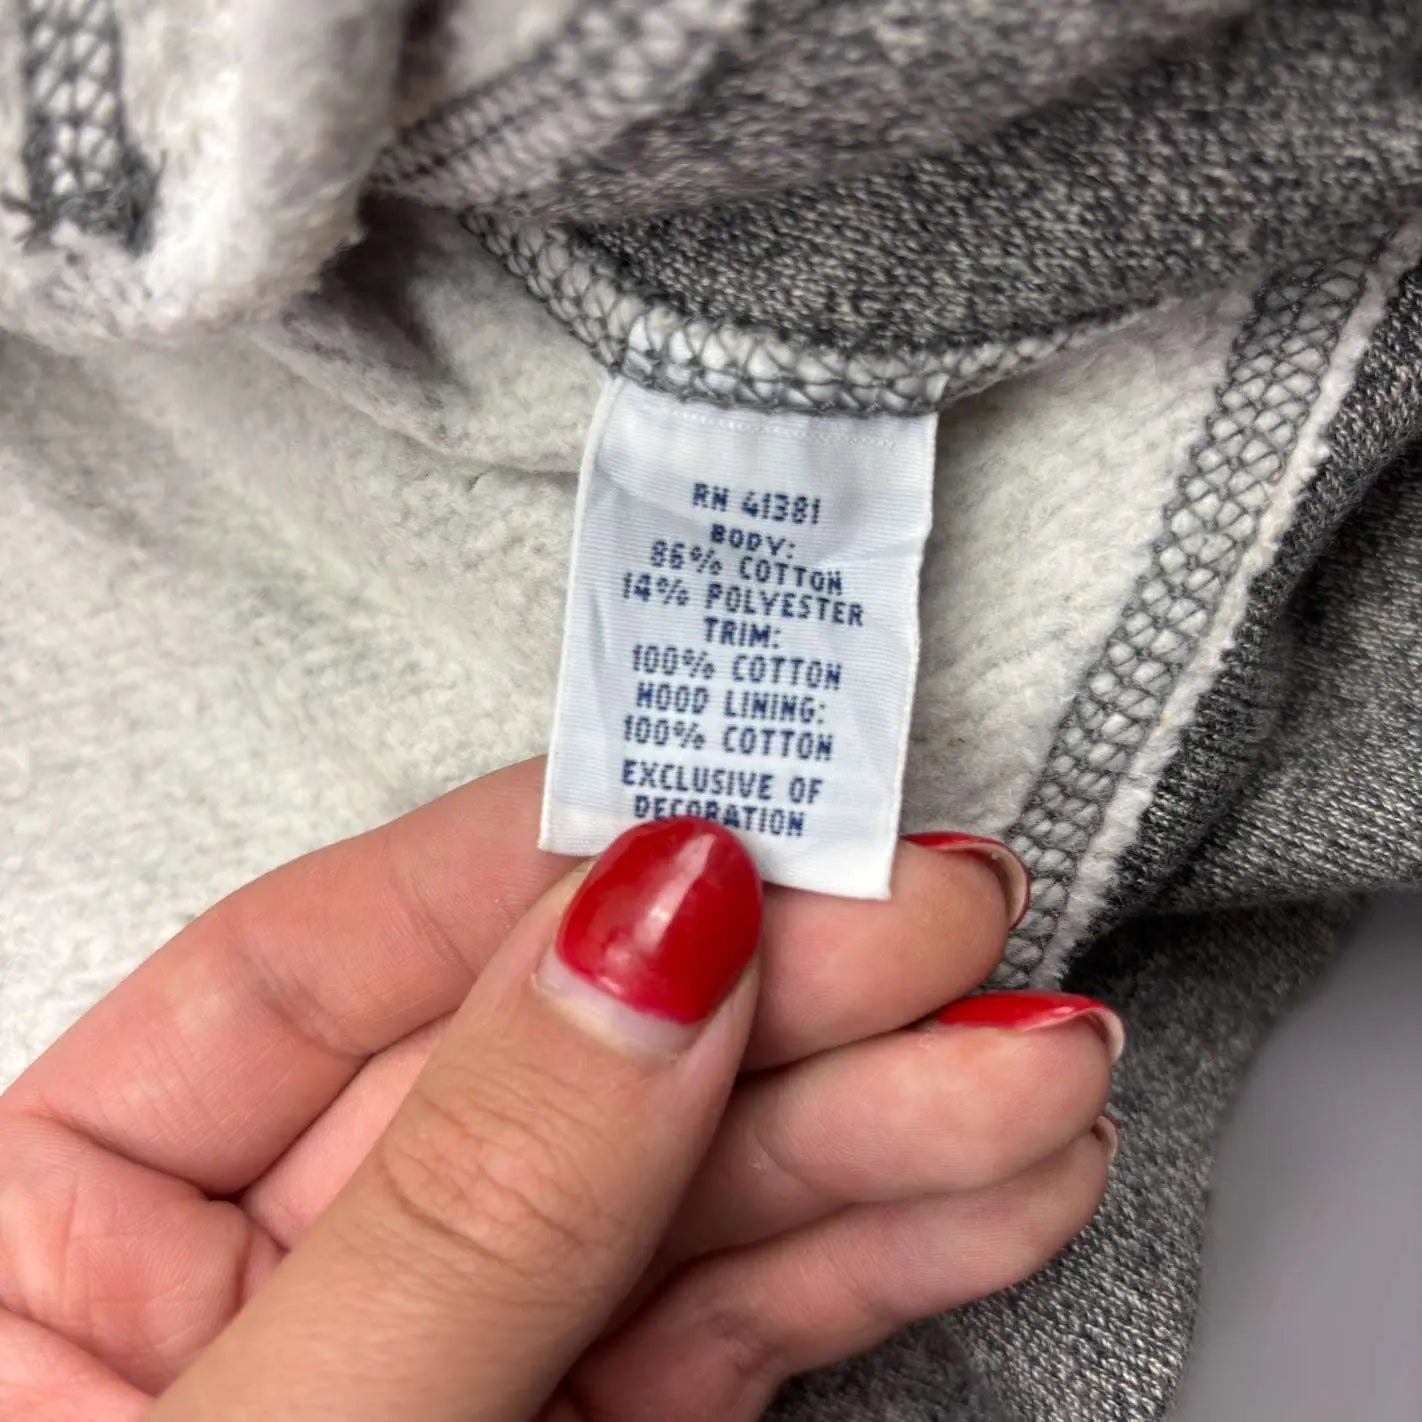 RN 41381
BODY:
86% COTTON
14% POLYESTER
TRIM:
100% COTTON
HOOD LINING:
100% COTTON
EXCLUSIVE OF
DECORATION